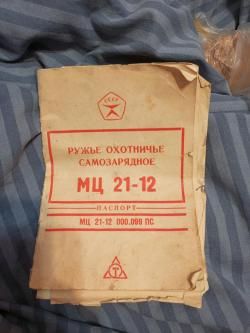 СССР
РУЖЬЕ ОХОТНИЧЬЕ
САМОЗАРЯДНОЕ
МЦ 21-12
ПАСПОРТ
МЦ 21-12 000.099 ПС
Т